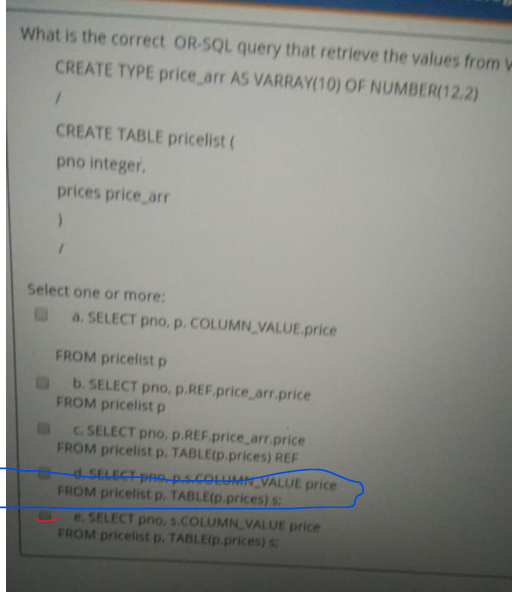 What is the correct OR-SQL query that retrieve the values from
CREATE TYPE price_arr AS VARRAY(10) OF NUMBER(12,2)
/
CREATE TABLE pricelist (
pno integer,
prices price_arr
)
/
Select one or more:
a. SELECT pno, p. COLUMN_VALUE.price
FROM pricelist p
b. SELECT pno, p.REF.price_arr.price
FROM pricelist p
c. SELECT pno, p.REF.price_arr.price
FROM pricelist p, TABLE(p.prices) REF
d. SELECT pno, p.s.COLUMN_VALUE price
FROM pricelist p, TABLE(p.prices) s;
e. SELECT pno, s.COLUMN_VALUE price
FROM pricelist p, TABLE(p.prices) s;